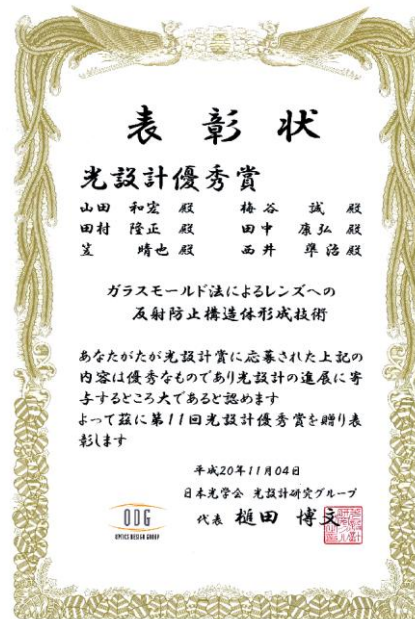 表彰状
光設計優秀賞
山田 和宏 殿 梅谷 誠 殿
田村 隆正 殿 田中 康弘 殿
笠 晴也 殿 西井 準治 殿
ガラスモールド法によるレンズへの
反射防止構造体形成技術
あなたがたが光設計賞に応募された上記の
内容は優秀なものであり光設計の進展に寄
与するところ大であると認めます
よって茲に第11回光設計優秀賞を贈り表
彰します
平成20年11月04日
日本光学会 光設計研究グループ
代表 槌田 博文
ODG
OPTICS DESIGN GROUP